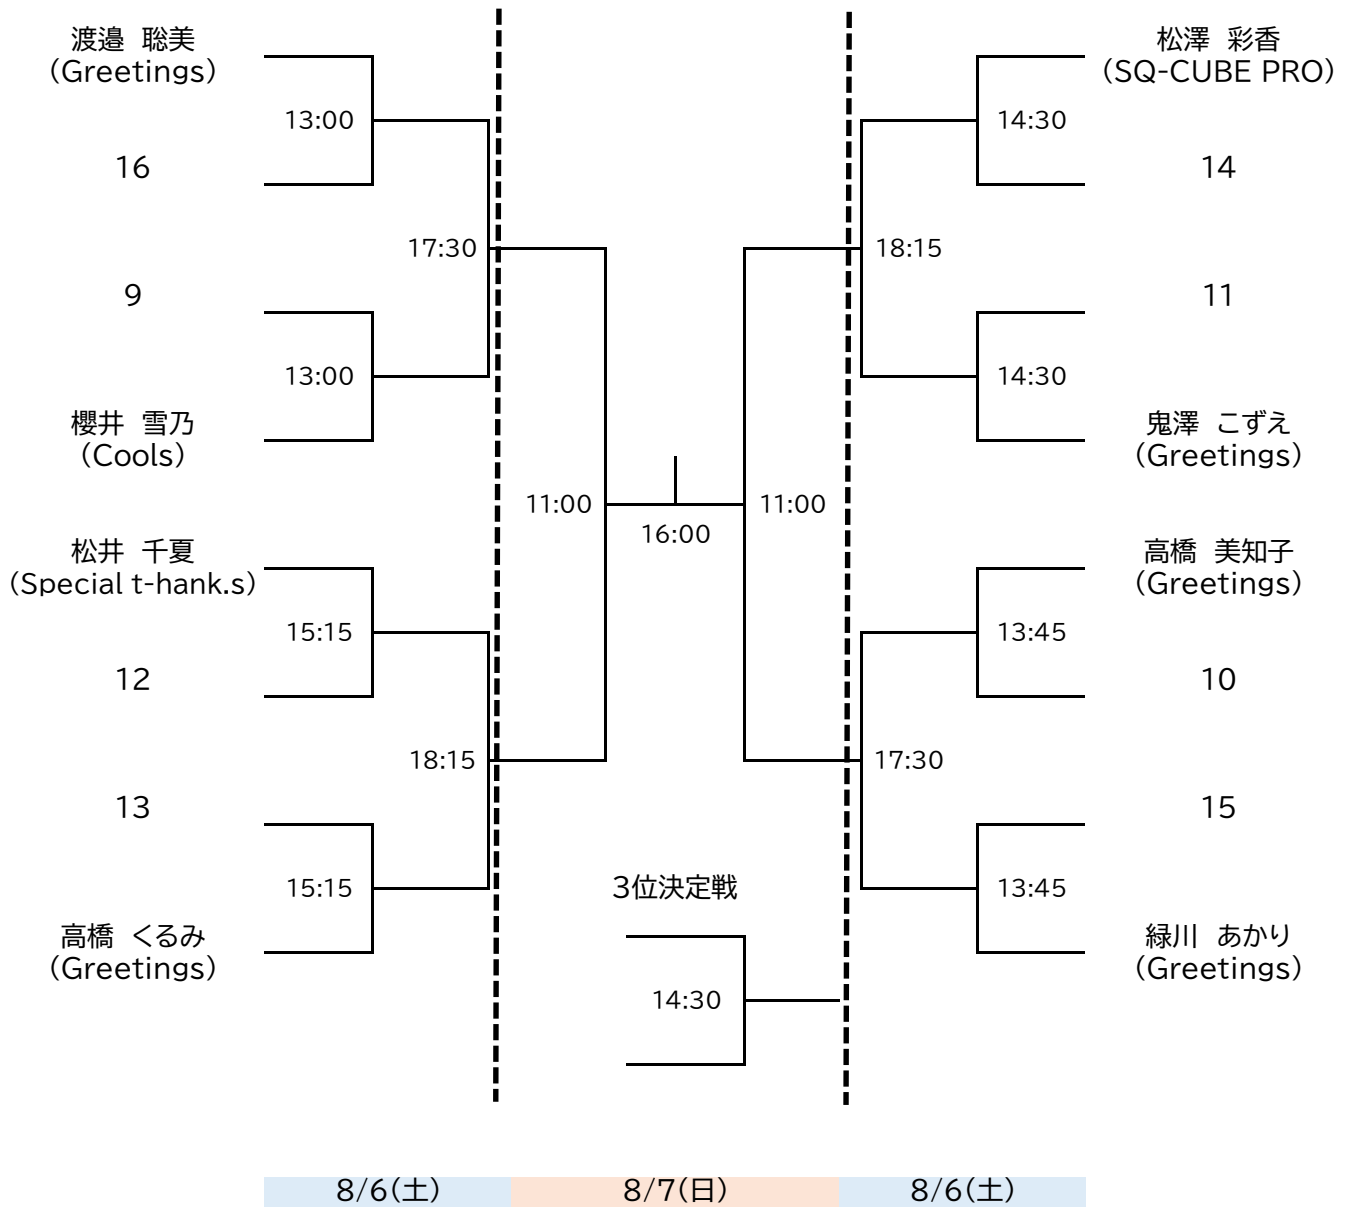 渡邉　聡美
（Greetings）
13:00
16
17:30
9
13:00
櫻井　雪乃
（Cools）
松井　千夏
（Special t-hank.s）
15:15
12
18:15
13
15:15
高橋　くるみ
（Greetings）
11:00
16:00
11:00
3位決定戦
14:30
松澤　彩香
（SQ-CUBE PRO）
14:30
14
18:15
11
14:30
鬼澤　こずえ
（Greetings）
高橋　美知子
（Greetings）
13:45
10
17:30
15
13:45
緑川　あかり
（Greetings）
8/6(土)
8/7(日)
8/6(土)